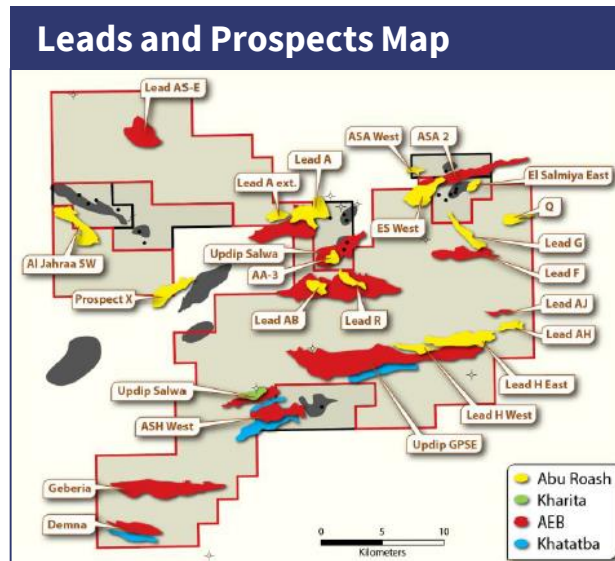 Leads and Prospects Map
Lead AS-E
ASA West
ASA 2
Lead A
Lead A ext.
El Salmiya East
Q
ES West
Al Jahraa SW
Updip Salwa
AA-3
Lead G
Lead F
Prospect X
Lead AB
Lead R
Lead AJ
Lead AH
Updip Salwa
Lead H East
ASH West
Lead H West
Updip GPSE
Geberia
Demna
Abu Roash
Kharita
AEB
Khatatba
0 5 10
Kilometers